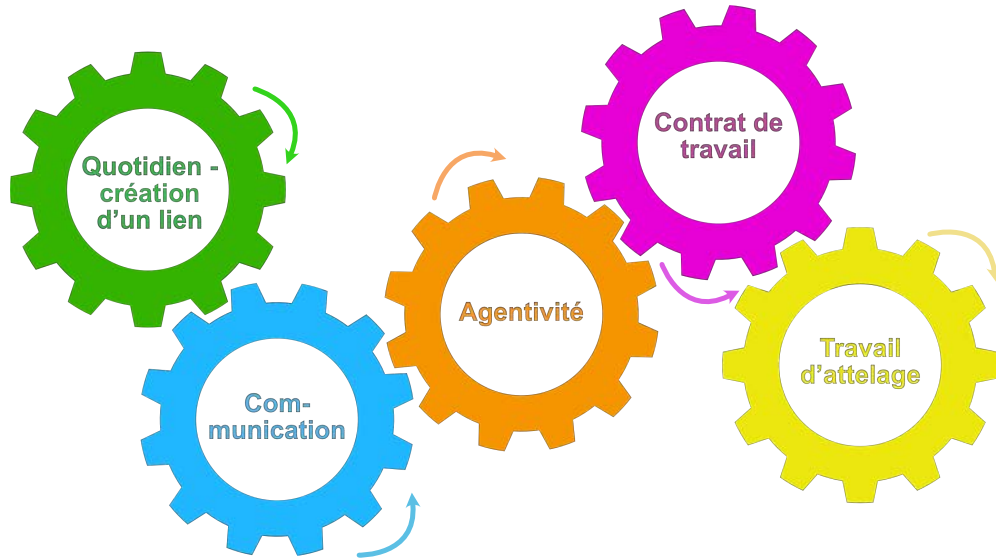 Quotidien -
création
d'un lien
Com-
munication
Agentivité
Contrat de
travail
Travail
d'attelage